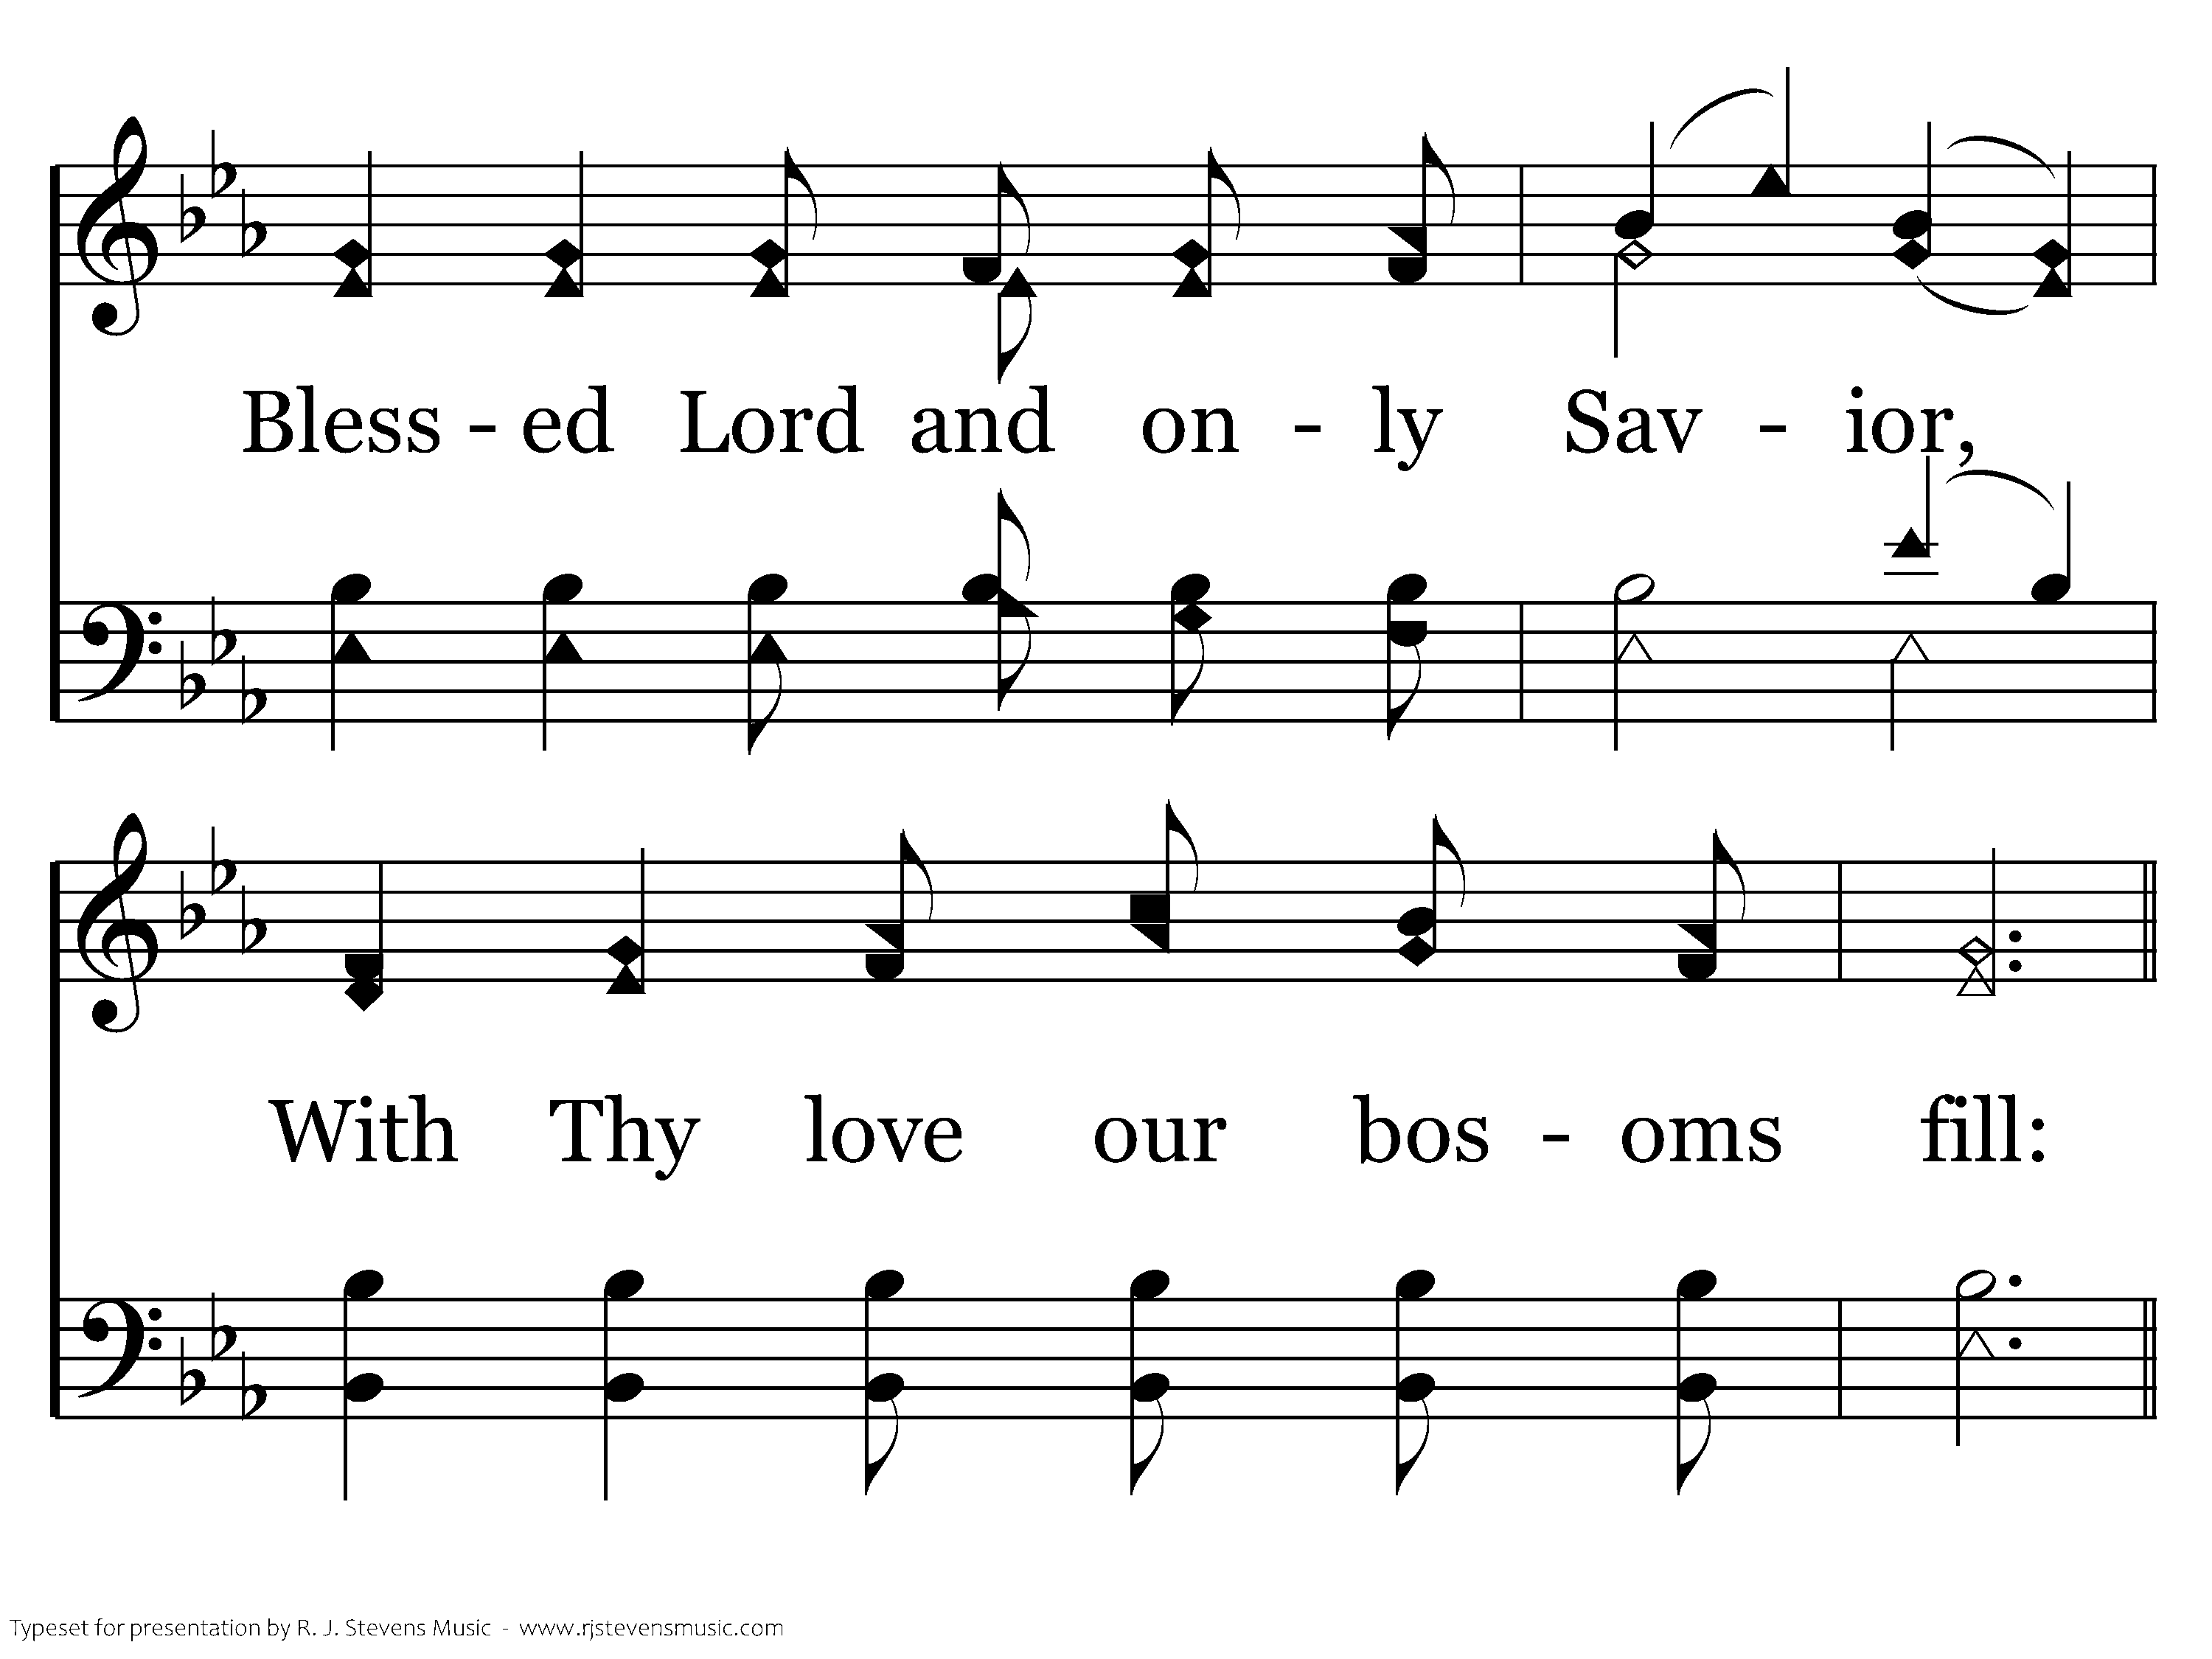 Bless - ed Lord and on - ly Sav - ior,
With Thy love our bos - oms fill:
Typeset for presentation by R. J. Stevens Music - www.rjstevensmusic.com